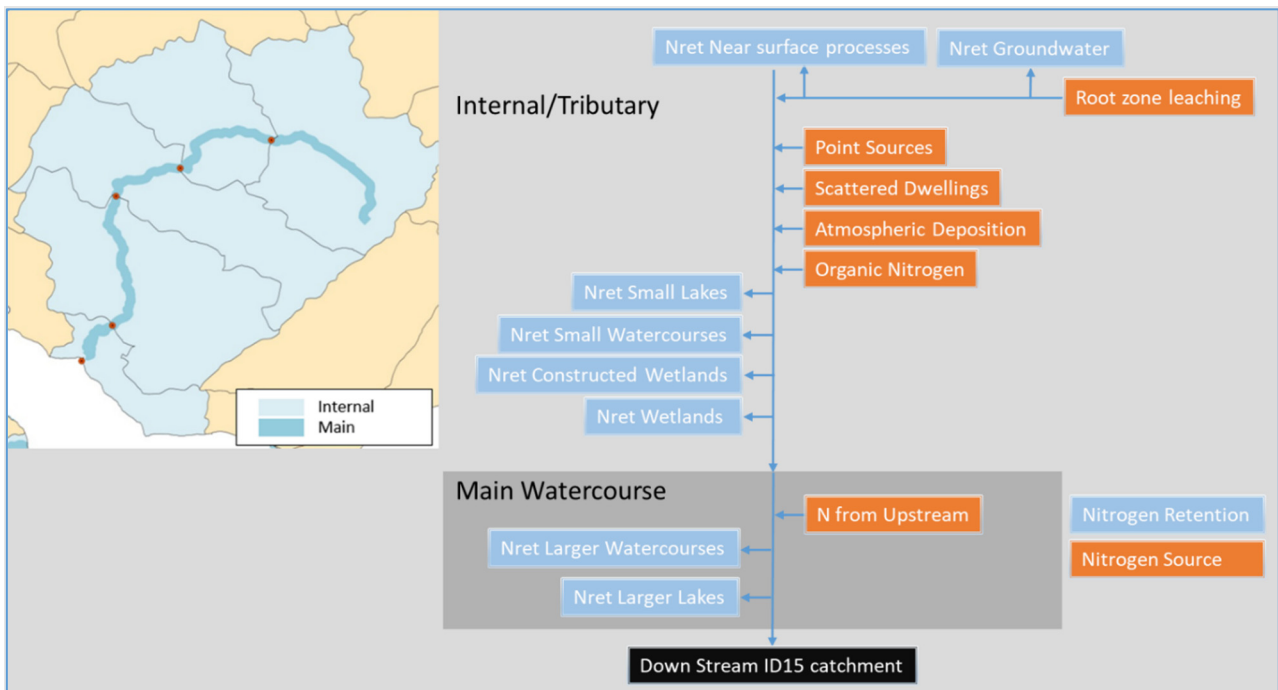 Nret Near surface processes
Nret Groundwater
Internal/Tributary
Root zone leaching
Point Sources
Scattered Dwellings
Atmospheric Deposition
Organic Nitrogen
Nret Small Lakes
Nret Small Watercourses
Nret Constructed Wetlands
Nret Wetlands
Internal
Main
Main Watercourse
N from Upstream
Nret Larger Watercourses
Nret Larger Lakes
Nitrogen Retention
Nitrogen Source
Down Stream ID15 catchment